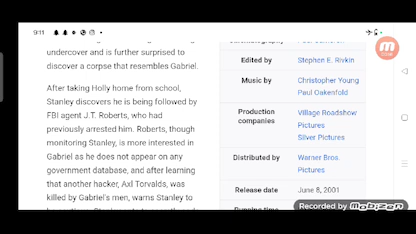 9:11
undercover and is further surprised to
discover a corpse that resembles Gabriel.
After taking Holly home from school,
Stanley discovers he is being followed by
FBI agent J.T. Roberts, who had
previously arrested him. Roberts, though
monitoring Stanley, is more interested in
Gabriel as he does not appear on any
government database, and after learning
that another hacker, Axl Torvalds, was
killed by Gabriel's men, warns Stanley to
Edited by Stephen E. Rivkin
Music by Christopher Young
Paul Oakenfold
Production Village Roadshow
companies Pictures
Silver Pictures
Distributed by Warner Bros.
Pictures
Release date June 8, 2001
Running time
Recorded by Mobizen